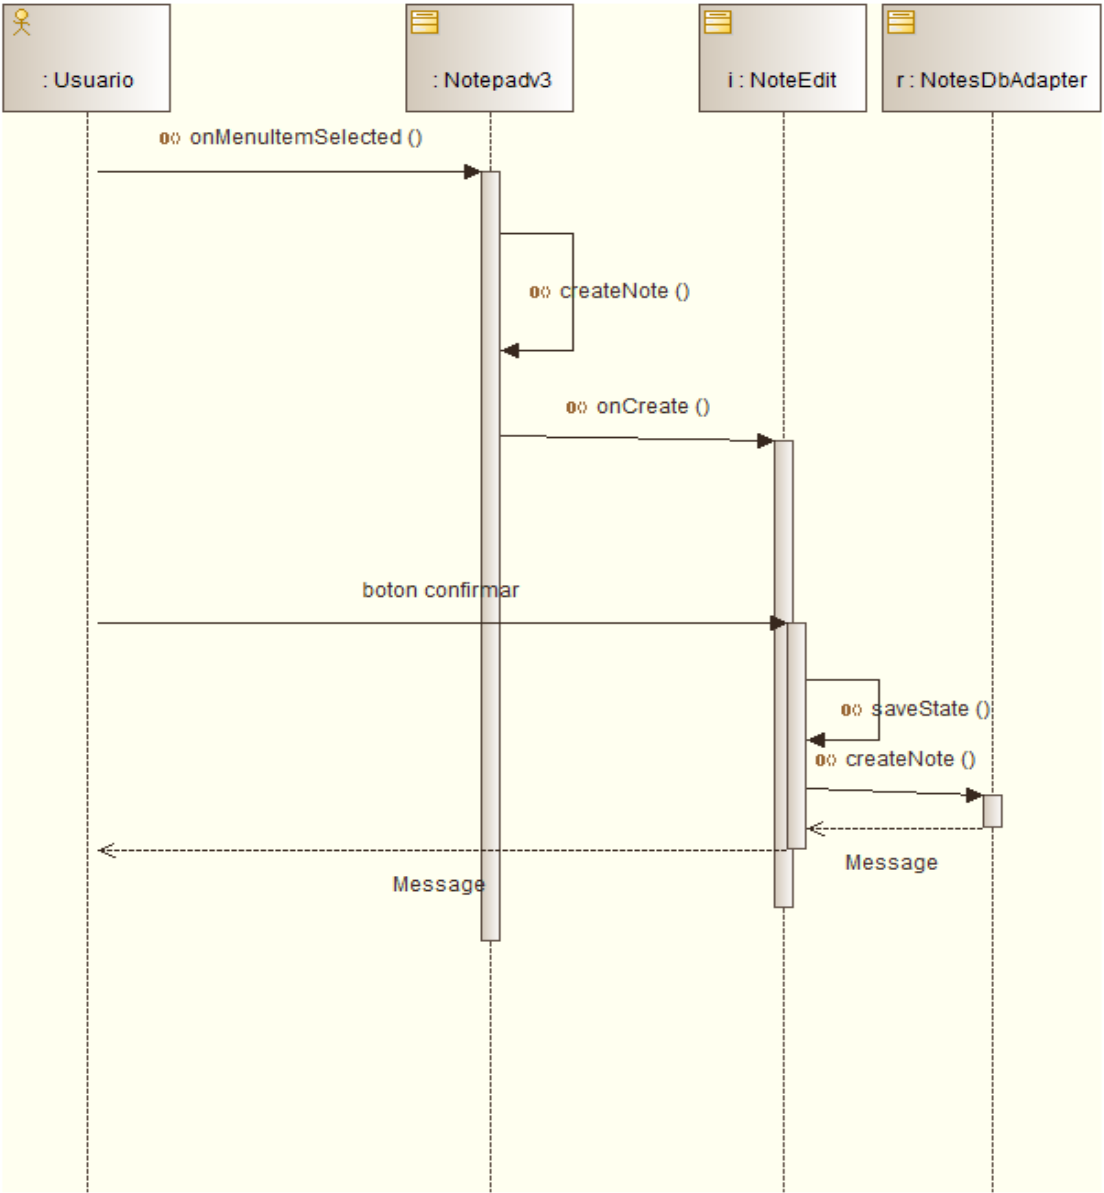 : Usuario
: Notepadv3
i : NoteEdit
r : NotesDbAdapter
onMenuItemSelected ()
createNote ()
onCreate ()
boton confirmar
saveState ()
createNote ()
Message
Message